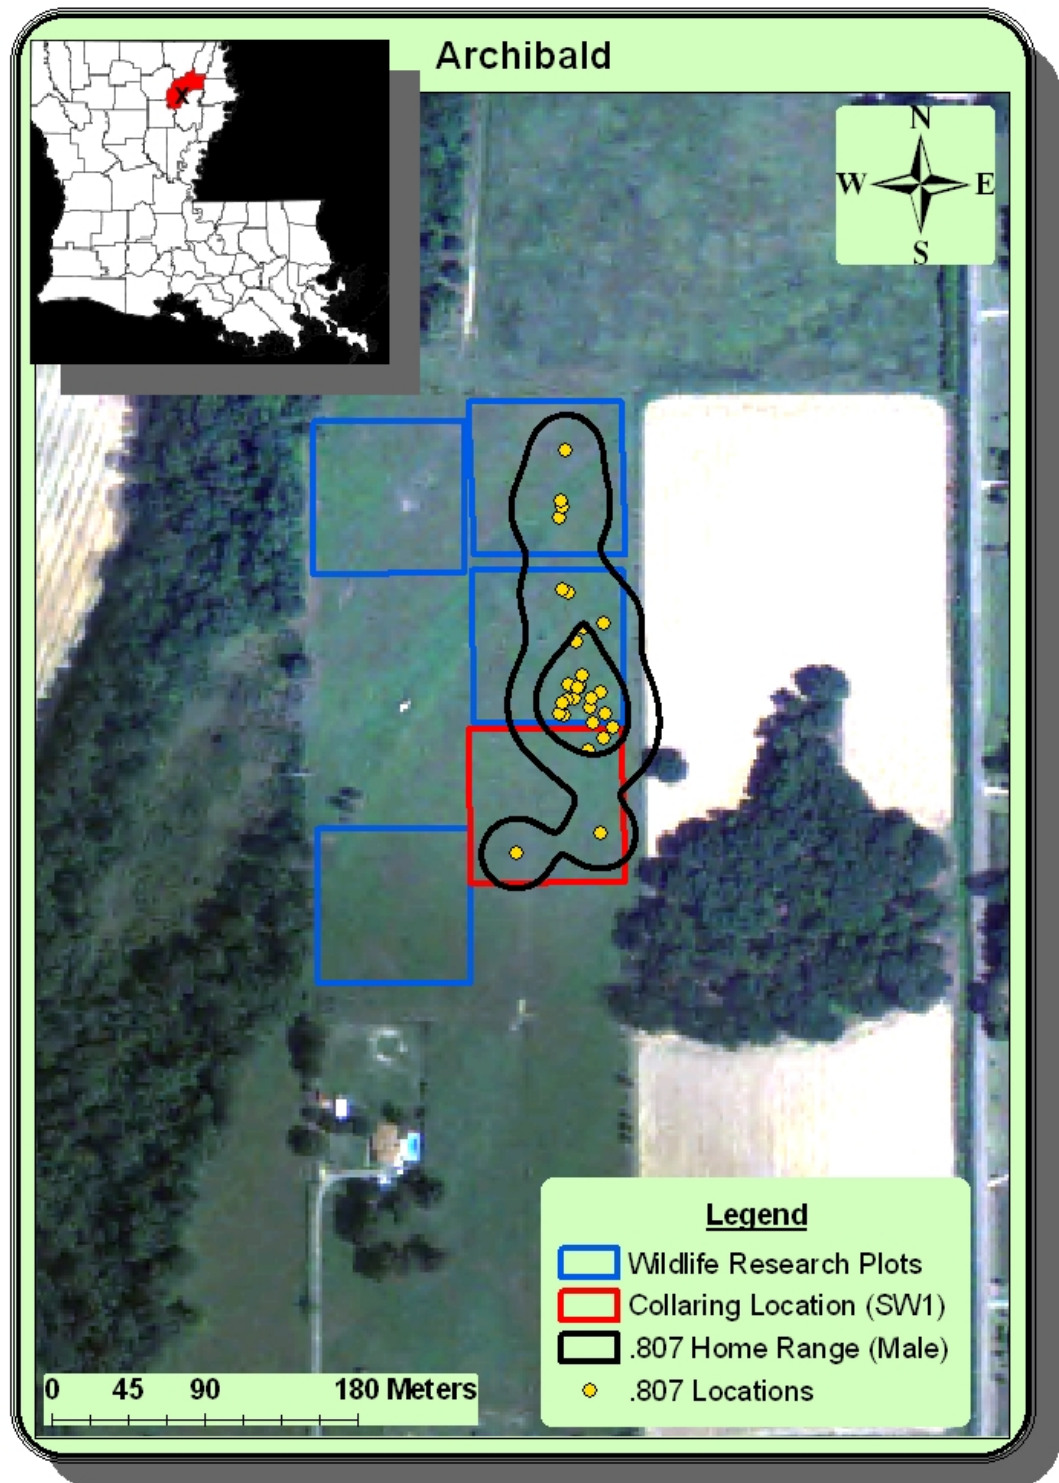 Archibald
N
W E
S
Legend
Wildlife Research Plots
Collaring Location (SW1)
.807 Home Range (Male)
.807 Locations
0 45 90 180 Meters
X